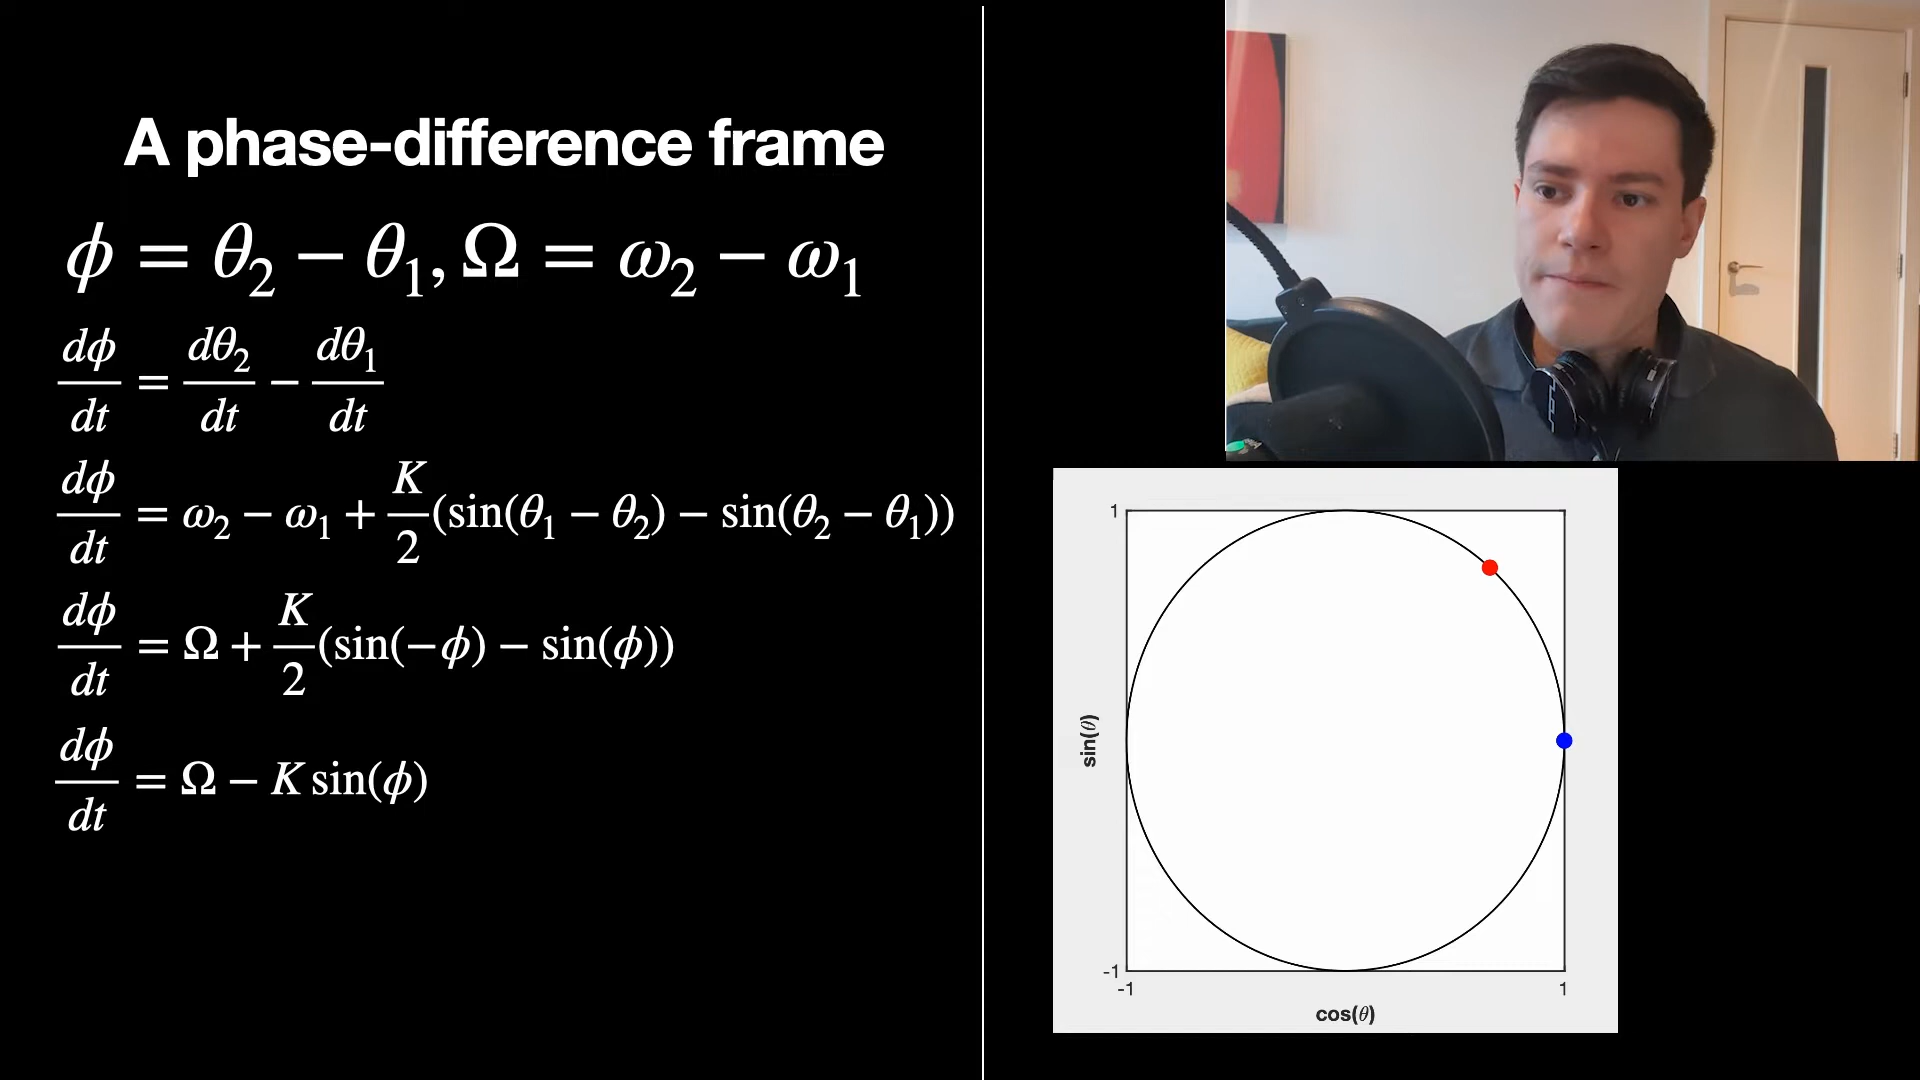 A phase-difference frame
ϕ = θ₂ − θ₁, Ω = ω₂ − ω₁
dϕ/dt = dθ₂/dt − dθ₁/dt
dϕ/dt = ω₂ − ω₁ + K/2(sin(θ₁ − θ₂) − sin(θ₂ − θ₁))
dϕ/dt = Ω + K/2(sin(−ϕ) − sin(ϕ))
dϕ/dt = Ω − K sin(ϕ)
1
sin(θ)
-1
-1
1
cos(θ)